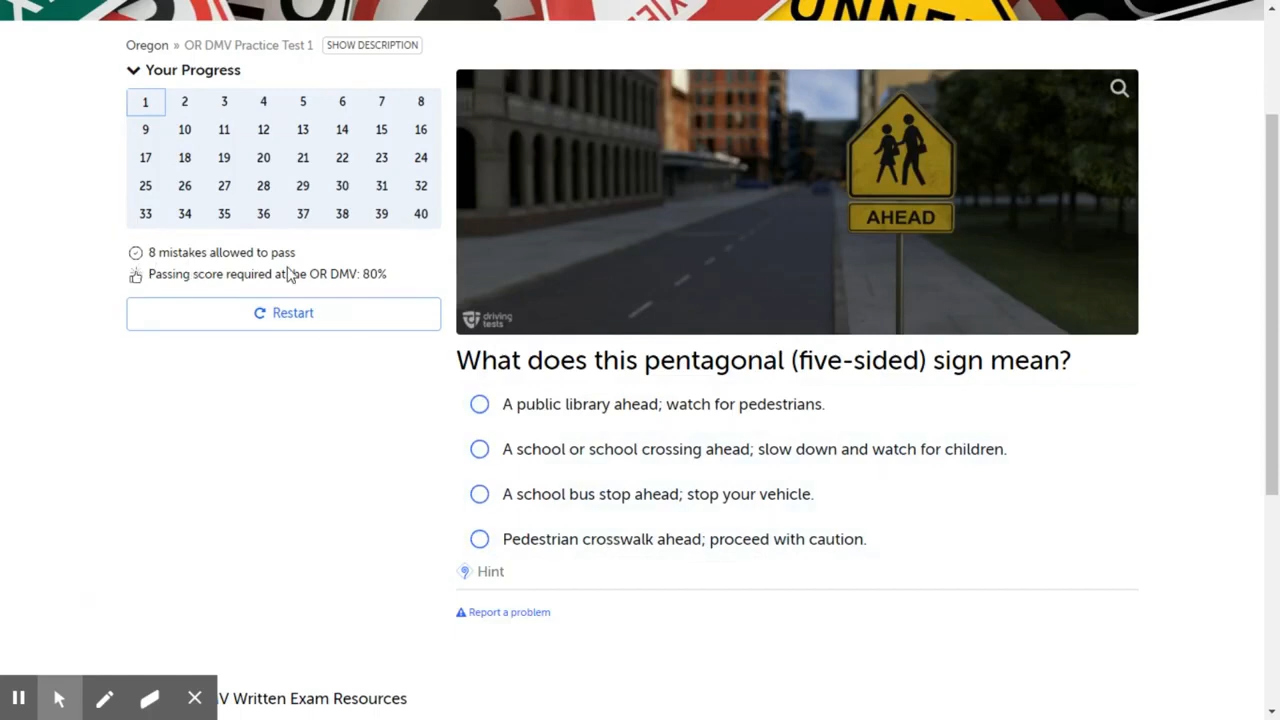 Oregon » OR DMV Practice Test 1 SHOW DESCRIPTION
Your Progress
1 2 3 4 5 6 7 8
9 10 11 12 13 14 15 16
17 18 19 20 21 22 23 24
25 26 27 28 29 30 31 32
33 34 35 36 37 38 39 40
8 mistakes allowed to pass
Passing score required at OR DMV: 80%
Restart
AHEAD
driving
tests
What does this pentagonal (five-sided) sign mean?
A public library ahead; watch for pedestrians.
A school or school crossing ahead; slow down and watch for children.
A school bus stop ahead; stop your vehicle.
Pedestrian crosswalk ahead; proceed with caution.
Hint
Report a problem
V Written Exam Resources